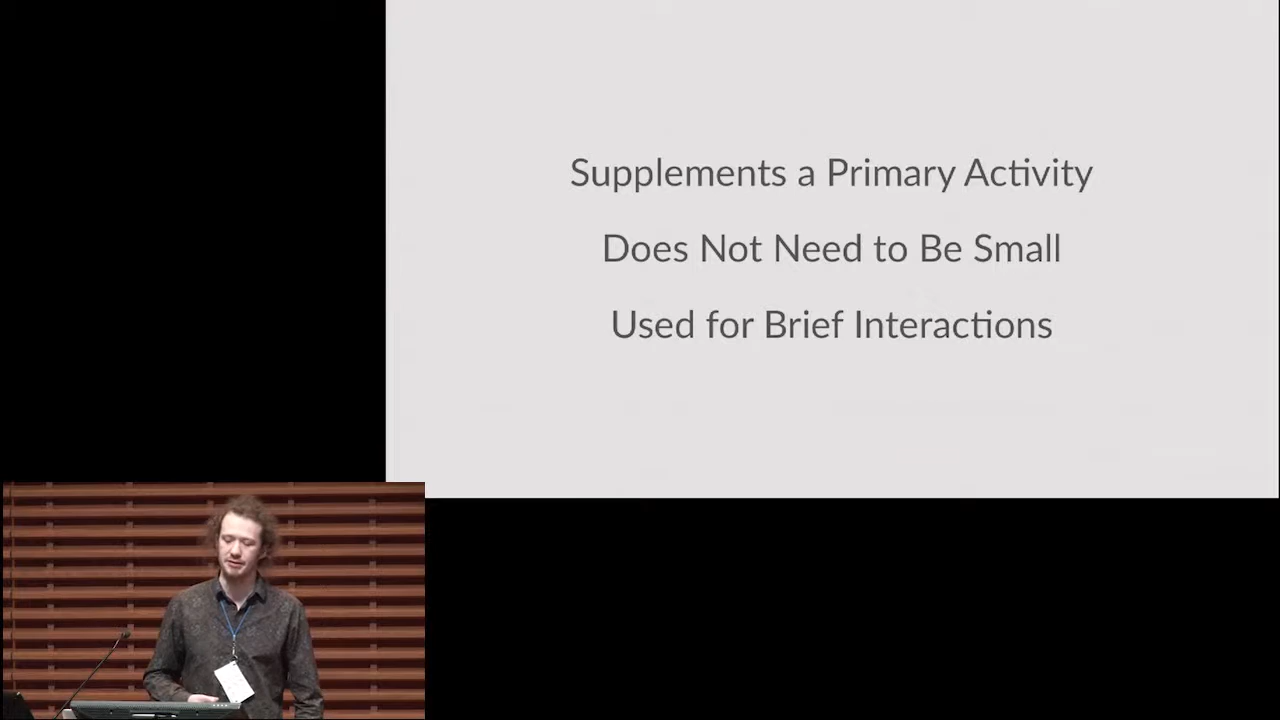 Supplements a Primary Activity
Does Not Need to Be Small
Used for Brief Interactions